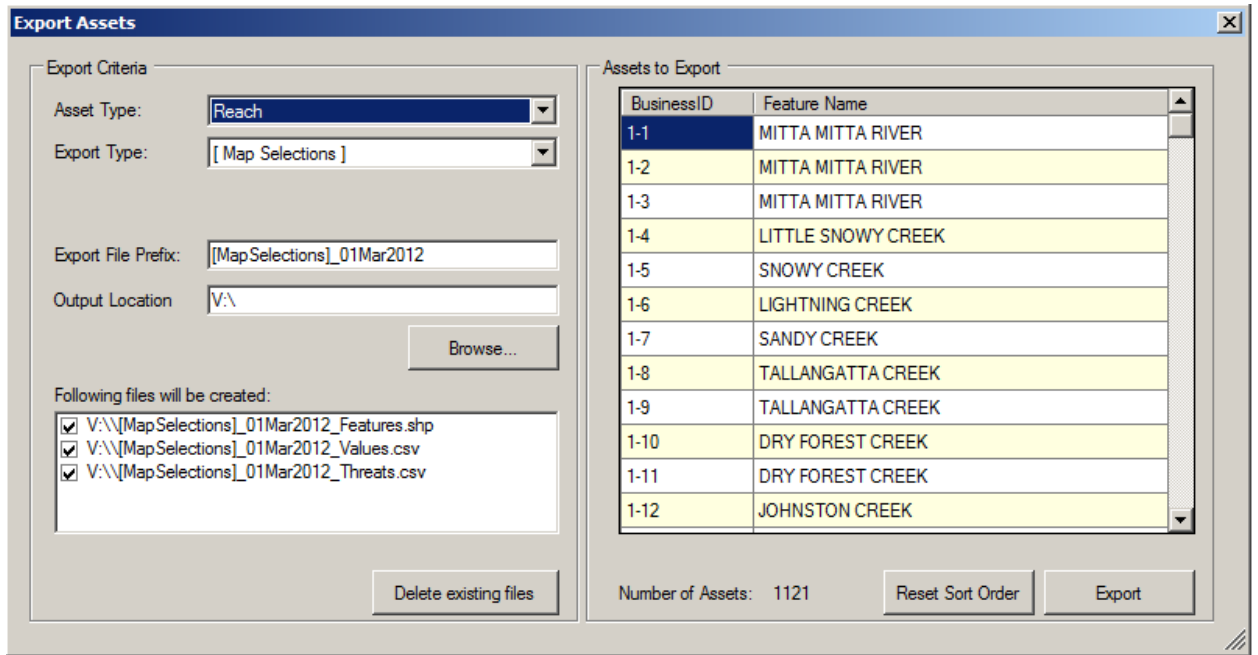 Export Assets
Export Criteria
Asset Type: Reach
Export Type: [ Map Selections ]
Export File Prefix: [MapSelections]_01Mar2012
Output Location V:\
Browse...
Following files will be created:
V:\\[MapSelections]_01Mar2012_Features.shp
V:\\[MapSelections]_01Mar2012_Values.csv
V:\\[MapSelections]_01Mar2012_Threats.csv
Delete existing files
Assets to Export
BusinessID Feature Name
1-1 MITTA MITTA RIVER
1-2 MITTA MITTA RIVER
1-3 MITTA MITTA RIVER
1-4 LITTLE SNOWY CREEK
1-5 SNOWY CREEK
1-6 LIGHTNING CREEK
1-7 SANDY CREEK
1-8 TALLANGATTA CREEK
1-9 TALLANGATTA CREEK
1-10 DRY FOREST CREEK
1-11 DRY FOREST CREEK
1-12 JOHNSTON CREEK
Number of Assets: 1121
Reset Sort Order
Export